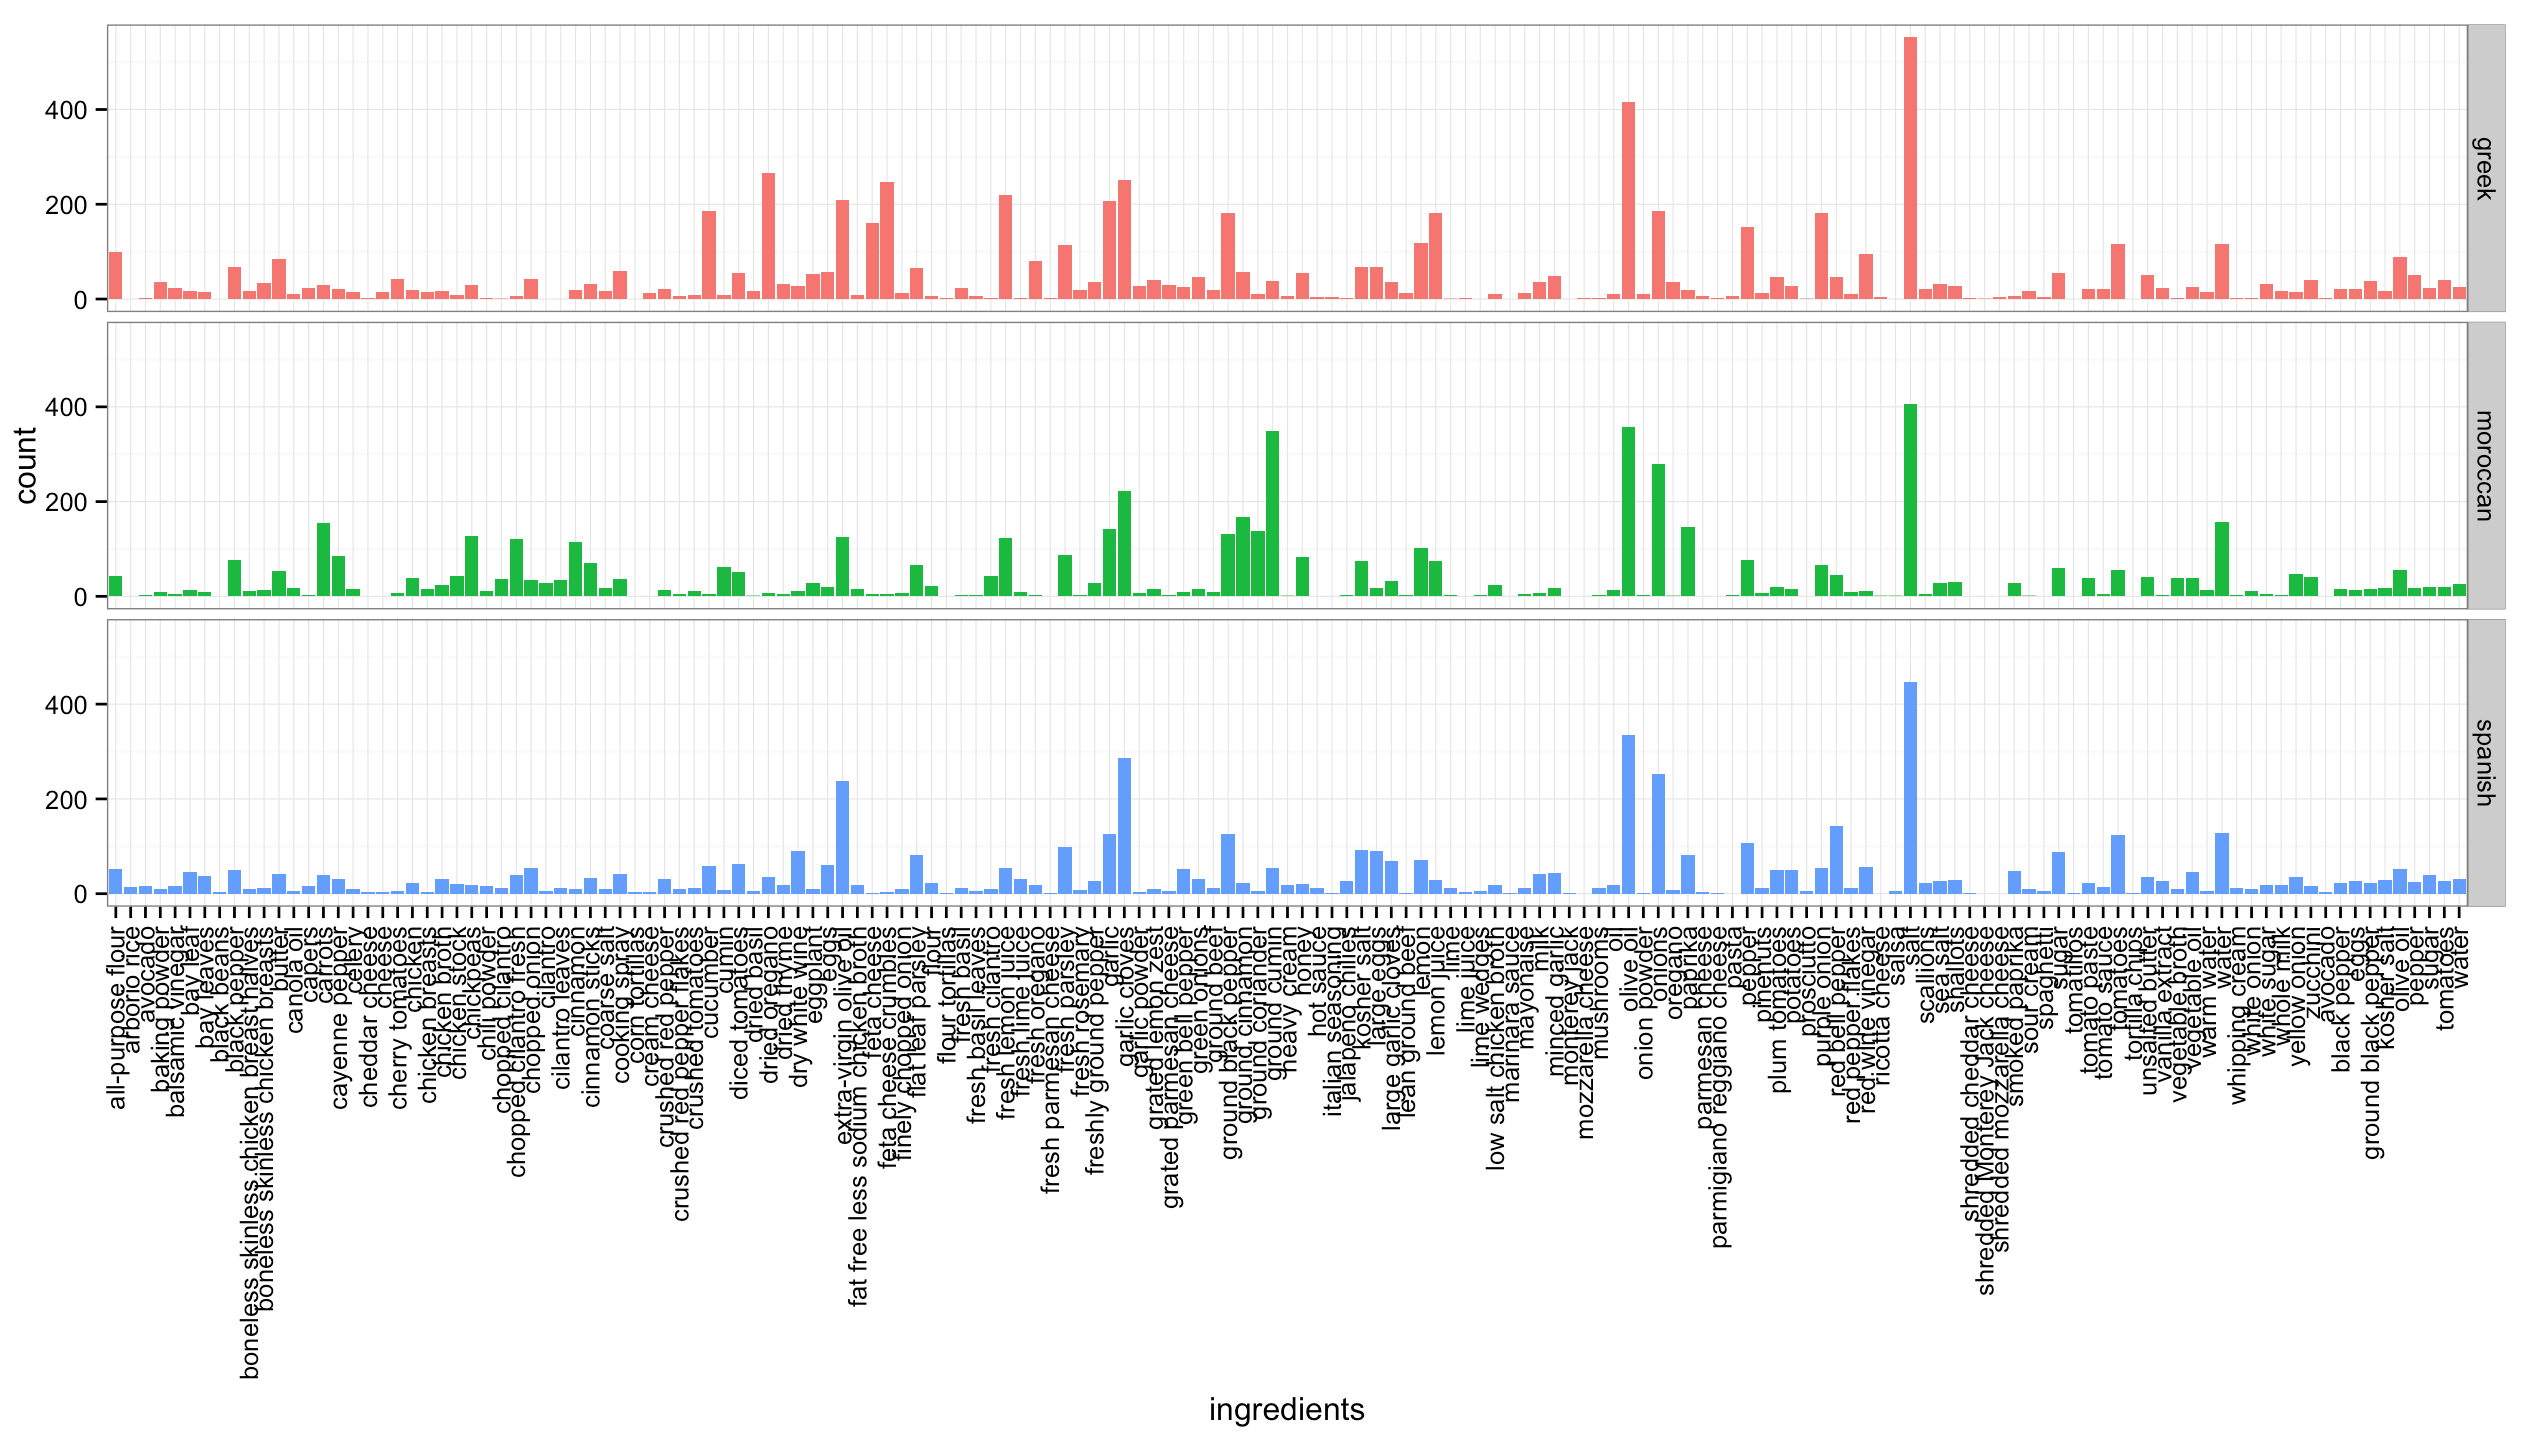 count
400
200
0
greek
400
200
0
moroccan
400
200
0
spanish
all-purpose flour
arborio rice
avocado
baking powder
balsamic vinegar
bay leaf
bay leaves
black beans
black pepper
boneless skinless chicken breast halves
boneless skinless chicken breasts
butter
canola oil
capers
carrots
cayenne pepper
celery
cheddar cheese
cheese
cherry tomatoes
chicken
chicken breasts
chicken broth
chicken stock
chickpeas
chili powder
chopped cilantro
chopped cilantro fresh
chopped onion
cilantro
cilantro leaves
cinnamon
cinnamon sticks
coarse salt
cooking spray
corn tortillas
cream cheese
crushed red pepper
crushed red pepper flakes
crushed tomatoes
cucumber
cumin
diced tomatoes
dried basil
dried oregano
dried thyme
dry white wine
eggplant
eggs
extra-virgin olive oil
fat free less sodium chicken broth
feta cheese
feta cheese crumbles
finely chopped onion
flat leaf parsley
flour
flour tortillas
fresh basil
fresh basil leaves
fresh cilantro
fresh lemon juice
fresh lime juice
fresh oregano
fresh parmesan cheese
fresh parsley
fresh rosemary
freshly ground pepper
garlic
garlic cloves
garlic powder
grated lemon zest
grated parmesan cheese
green bell pepper
green onions
ground beef
ground black pepper
ground cinnamon
ground coriander
ground cumin
heavy cream
honey
hot sauce
italian seasoning
jalapeno chilies
kosher salt
large eggs
large garlic cloves
lean ground beef
lemon
lemon juice
lime
lime juice
lime wedges
low salt chicken broth
marinara sauce
mayonaise
milk
minced garlic
monterey jack
mozzarella cheese
mushrooms
oil
olive oil
onion powder
onions
oregano
paprika
parmesan cheese
parmigiano reggiano cheese
pasta
pepper
pinenuts
plum tomatoes
potatoes
prosciutto
purple onion
red bell pepper
red pepper flakes
red wine vinegar
ricotta cheese
salsa
salt
scallions
sea salt
shallots
shredded cheddar cheese
shredded Monterey Jack cheese
shredded mozzarella cheese
smoked paprika
sour cream
spaghetti
sugar
tomatillos
tomato paste
tomato sauce
tomatoes
tortilla chips
unsalted butter
vanilla extract
vegetable broth
vegetable oil
warm water
water
whipping cream
white onion
white sugar
whole milk
yellow onion
zucchini
avocado
black pepper
eggs
ground black pepper
kosher salt
olive oil
pepper
sugar
tomatoes
water
ingredients